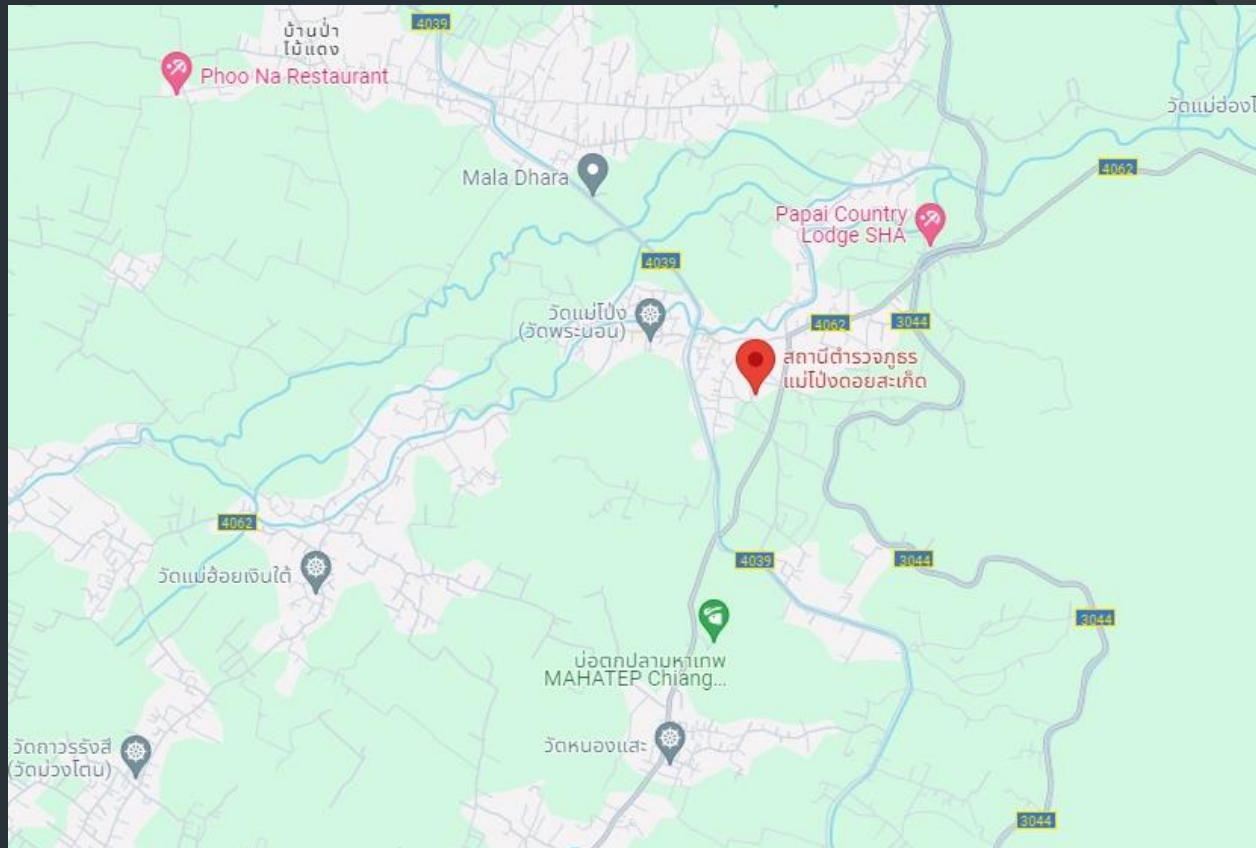 4039
บ้านป่า
ไม้แดง
Phoo Na Restaurant
วัดแม่ฮ่องไ
4062
Mala Dhara
Papai Country
Lodge SHA
4039
วัดแม่โป่ง
(วัดพระนอน)
4062
3044
สถานีตำรวจภูธร
แม่โป่งดอยสะเก็ด
4062
วัดแม่ฮ้อยเงินใต้
4039
3044
3044
บ่อตกปลามหาเทพ
MAHATEP Chiang...
วัดหนองแสะ
วัดถาวรรังสี
(วัดม่วงโตน)
3044